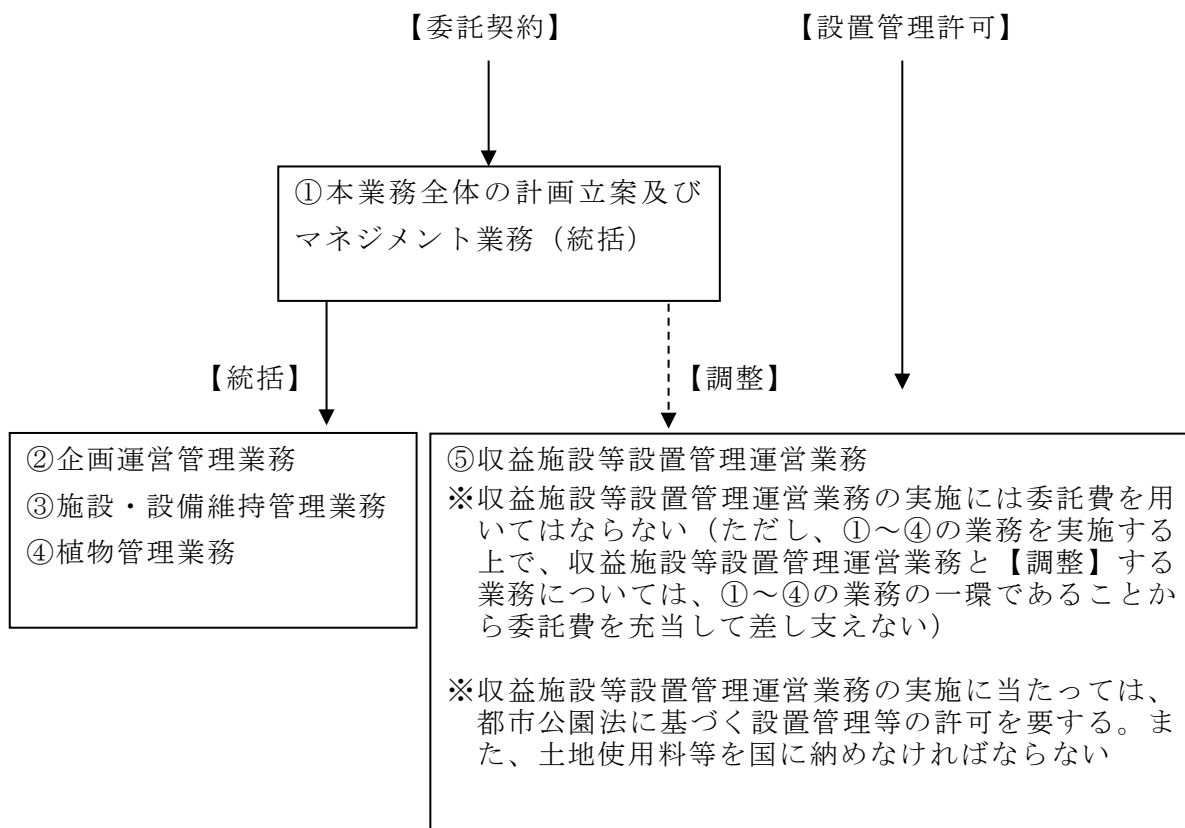 【委託契約】
【設置管理許可】
①本業務全体の計画立案及び
マネジメント業務（統括）
【統括】
【調整】
②企画運営管理業務
③施設・設備維持管理業務
④植物管理業務
⑤収益施設等設置管理運営業務
※収益施設等設置管理運営業務の実施には委託費を用
いてはならない（ただし、①～④の業務を実施する
上で、収益施設等設置管理運営業務と【調整】する
業務については、①～④の業務の一環であることか
ら委託費を充当して差し支えない）
※収益施設等設置管理運営業務の実施に当たっては、
都市公園法に基づく設置管理等の許可を要する。ま
た、土地使用料等を国に納めなければならない